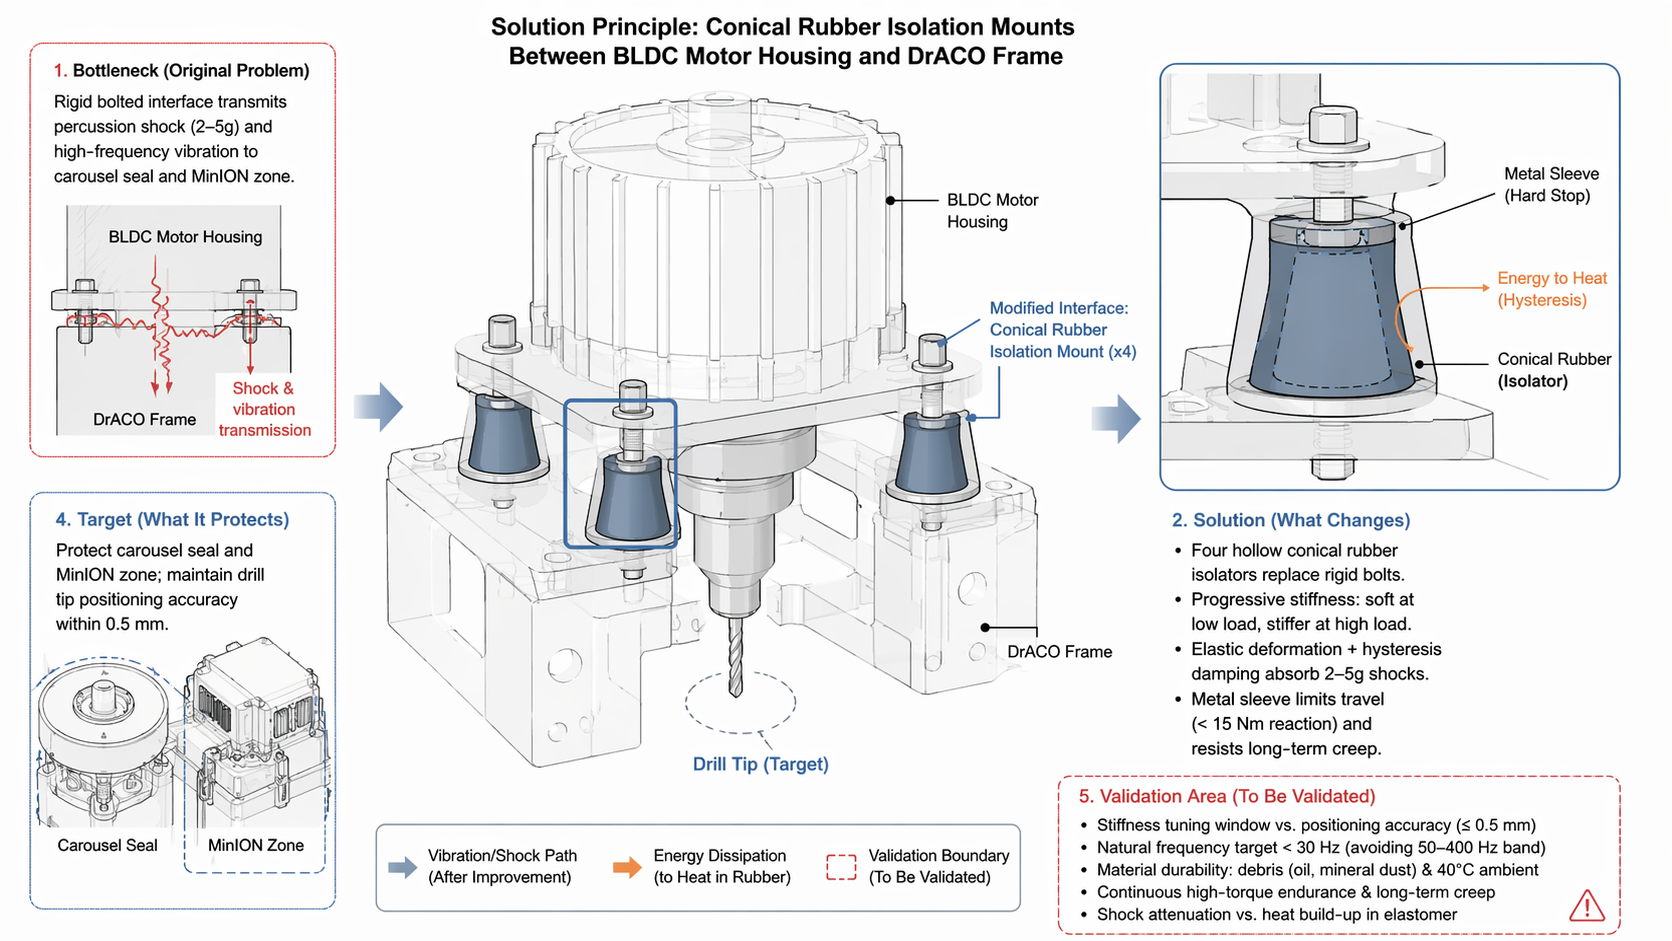 Solution Principle: Conical Rubber Isolation Mounts
Between BLDC Motor Housing and DrACO Frame
1. Bottleneck (Original Problem)
Rigid bolted interface transmits
percussion shock (2–5g) and
high-frequency vibration to
carousel seal and MinION zone.
BLDC Motor Housing
Shock &
vibration
transmission
DrACO Frame
4. Target (What It Protects)
Protect carousel seal and
MinION zone; maintain drill
tip positioning accuracy
within 0.5 mm.
Carousel Seal
MinION Zone
BLDC Motor
Housing
Modified Interface:
Conical Rubber
Isolation Mount (x4)
DrACO Frame
Drill Tip (Target)
Vibration/Shock Path
(After Improvement)
Energy Dissipation
(to Heat in Rubber)
Validation Boundary
(To Be Validated)
Metal Sleeve
(Hard Stop)
Energy to Heat
(Hysteresis)
Conical Rubber
(Isolator)
2. Solution (What Changes)
• Four hollow conical rubber
isolators replace rigid bolts.
• Progressive stiffness: soft at
low load, stiffer at high load.
• Elastic deformation + hysteresis
damping absorb 2–5g shocks.
• Metal sleeve limits travel
(< 15 Nm reaction) and
resists long-term creep.
5. Validation Area (To Be Validated)
• Stiffness tuning window vs. positioning accuracy (≤ 0.5 mm)
• Natural frequency target < 30 Hz (avoiding 50–400 Hz band)
• Material durability: debris (oil, mineral dust) & 40°C ambient
• Continuous high-torque endurance & long-term creep
• Shock attenuation vs. heat build-up in elastomer